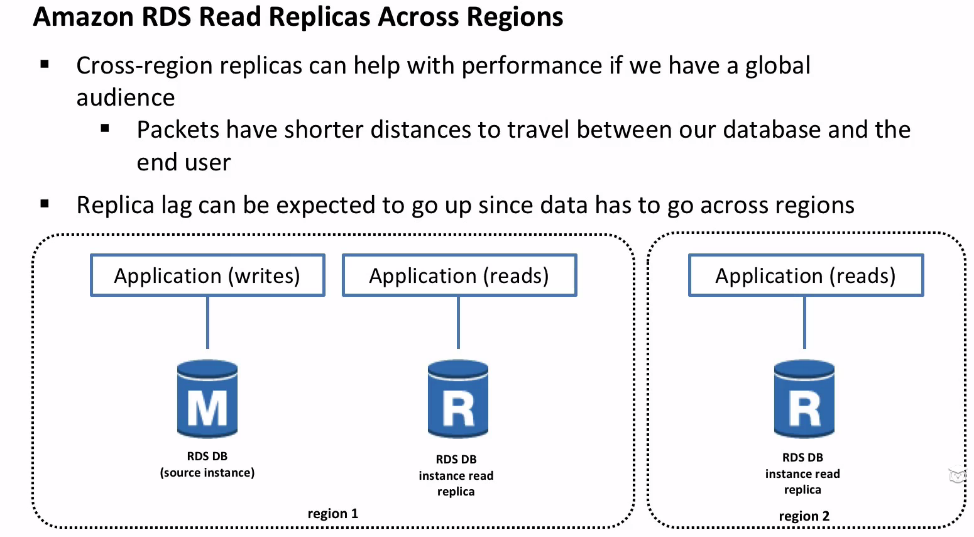 Amazon RDS Read Replicas Across Regions
▪ Cross-region replicas can help with performance if we have a global
audience
▪ Packets have shorter distances to travel between our database and the
end user
▪ Replica lag can be expected to go up since data has to go across regions
Application (writes)
Application (reads)
Application (reads)
M
R
R
RDS DB
(source instance)
RDS DB
instance read
replica
RDS DB
instance read
replica
region 1
region 2